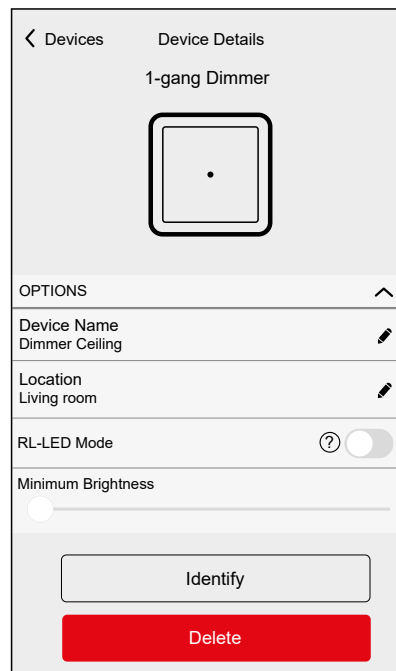 Devices
Device Details
1-gang Dimmer
OPTIONS
Device Name
Dimmer Ceiling
Location
Living room
RL-LED Mode
?
Minimum Brightness
Identify
Delete